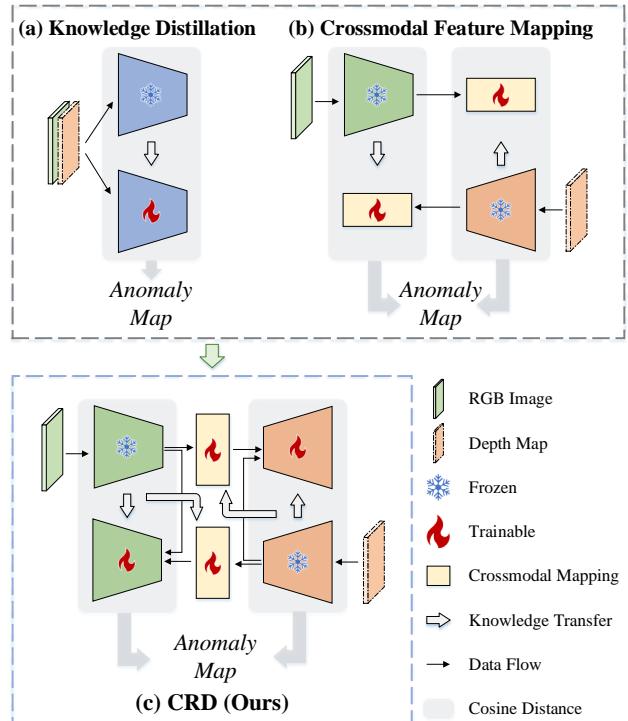 (a) Knowledge Distillation
(b) Crossmodal Feature Mapping
Anomaly
Map
Anomaly
Map
RGB Image
Depth Map
Frozen
Trainable
Crossmodal Mapping
Knowledge Transfer
Data Flow
Cosine Distance
Anomaly
Map
(c) CRD (Ours)